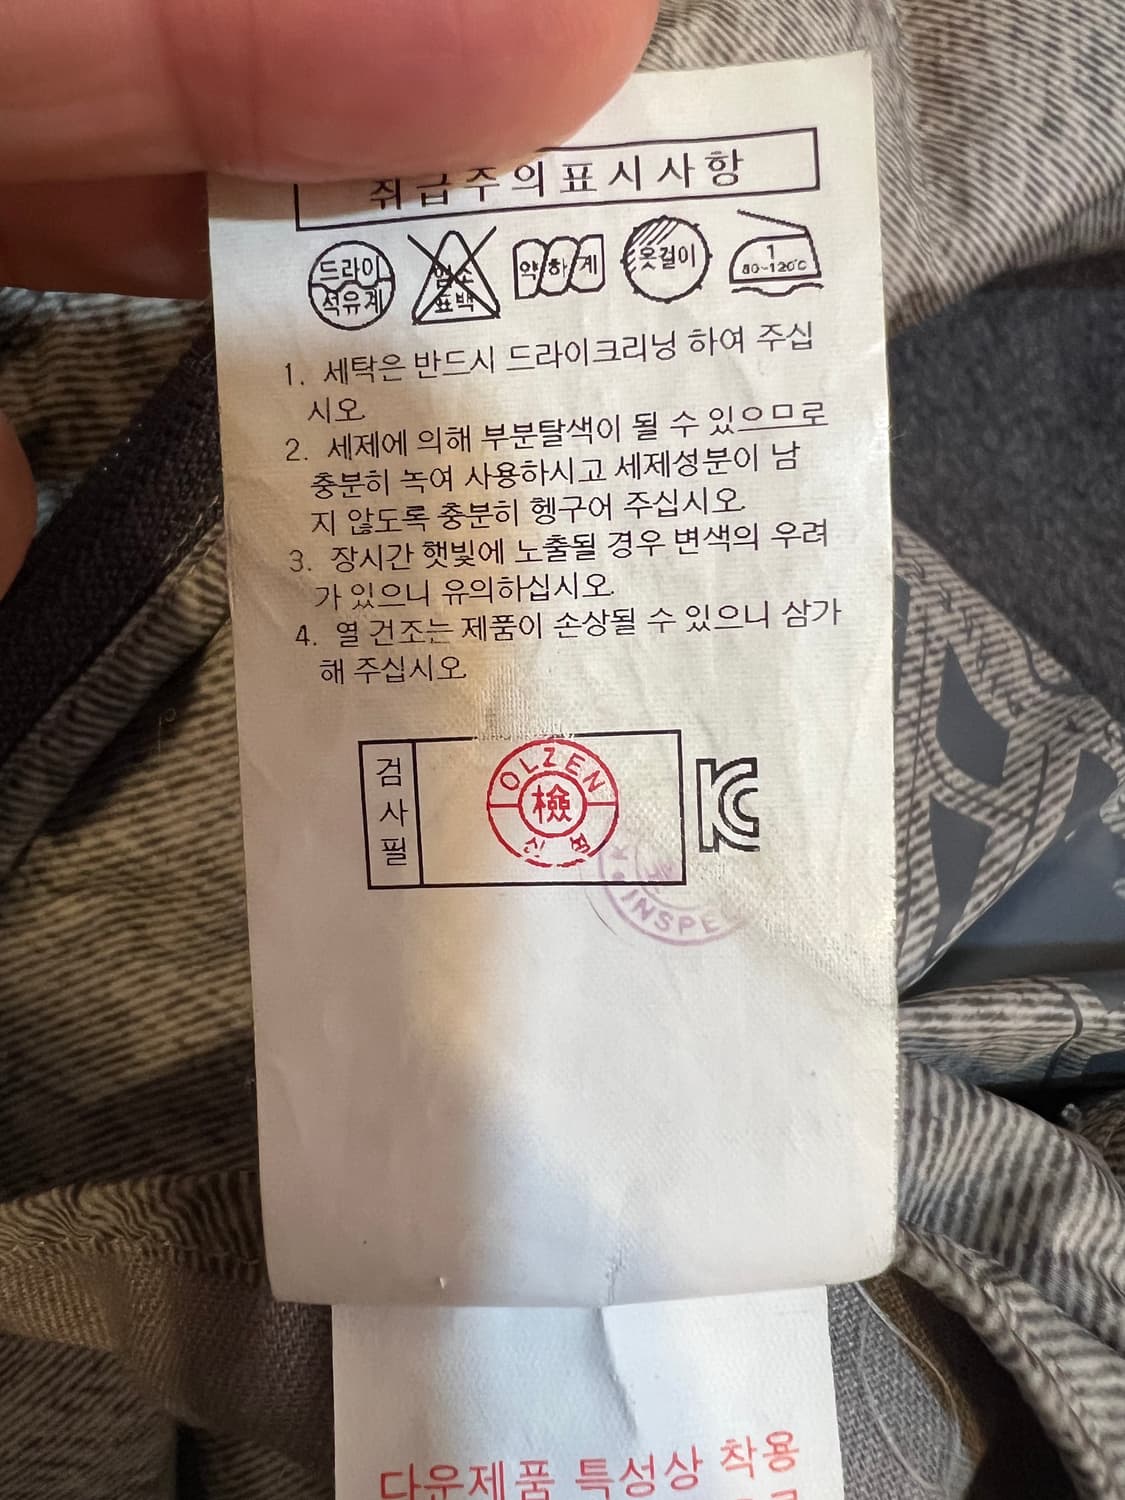 취급주의표시사항
드라이
석유계
염소
표백
약하게
옷걸이
1
80~120℃
1. 세탁은 반드시 드라이크리닝 하여 주십
시오.
2. 세제에 의해 부분탈색이 될 수 있으므로
충분히 녹여 사용하시고 세제성분이 남
지 않도록 충분히 헹구어 주십시오.
3. 장시간 햇빛에 노출될 경우 변색의 우려
가 있으니 유의하십시오.
4. 열 건조는 제품이 손상될 수 있으니 삼가
해 주십시오.
검사필
OLZEN
檢
KC
INSPE
다운제품 특성상 착용